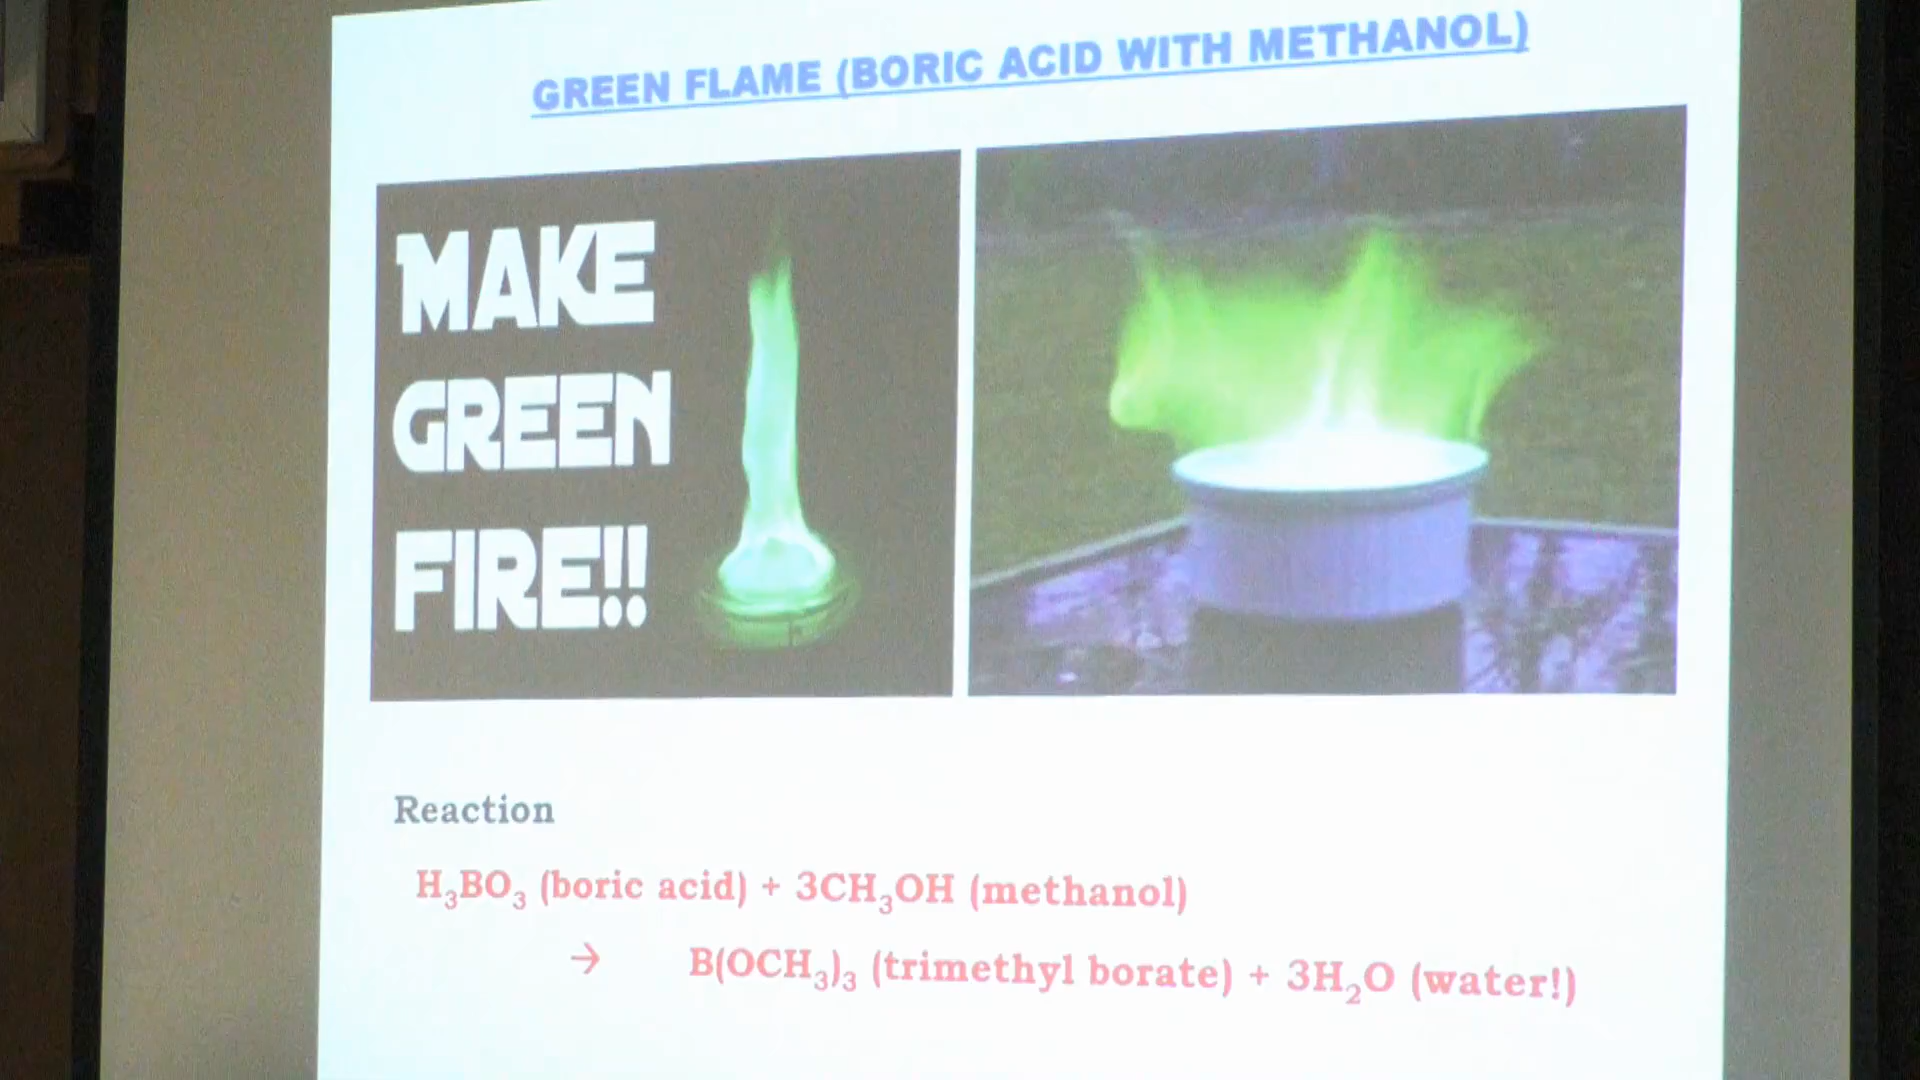 GREEN FLAME (BORIC ACID WITH METHANOL)
MAKE
GREEN
FIRE!!
Reaction
H₃BO₃ (boric acid) + 3CH₃OH (methanol)
→ B(OCH₃)₃ (trimethyl borate) + 3H₂O (water!)